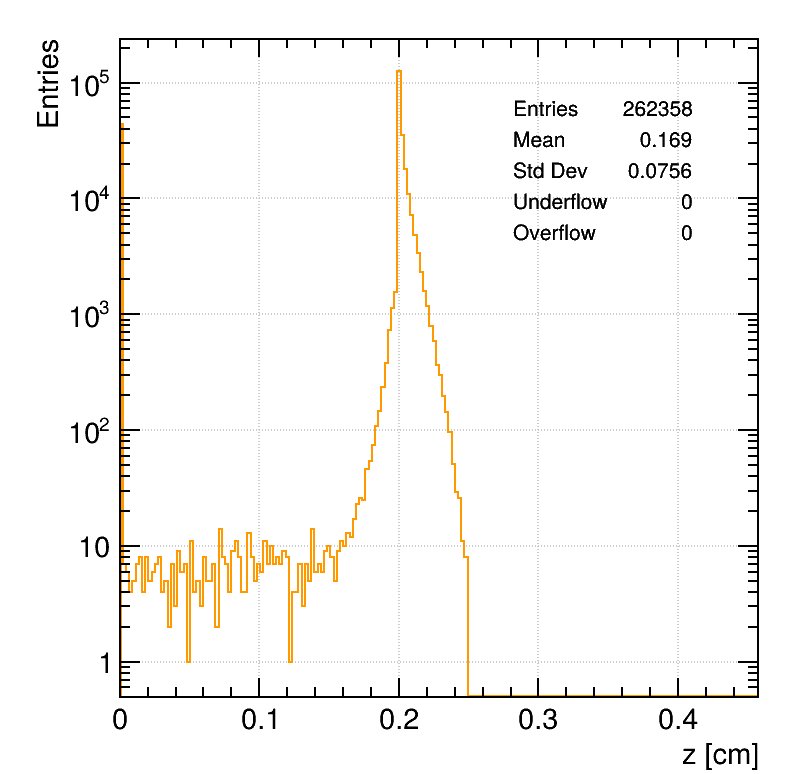 Entries
10^5
10^4
10^3
10^2
10
1
Entries 262358
Mean 0.169
Std Dev 0.0756
Underflow 0
Overflow 0
0 0.1 0.2 0.3 0.4
z [cm]